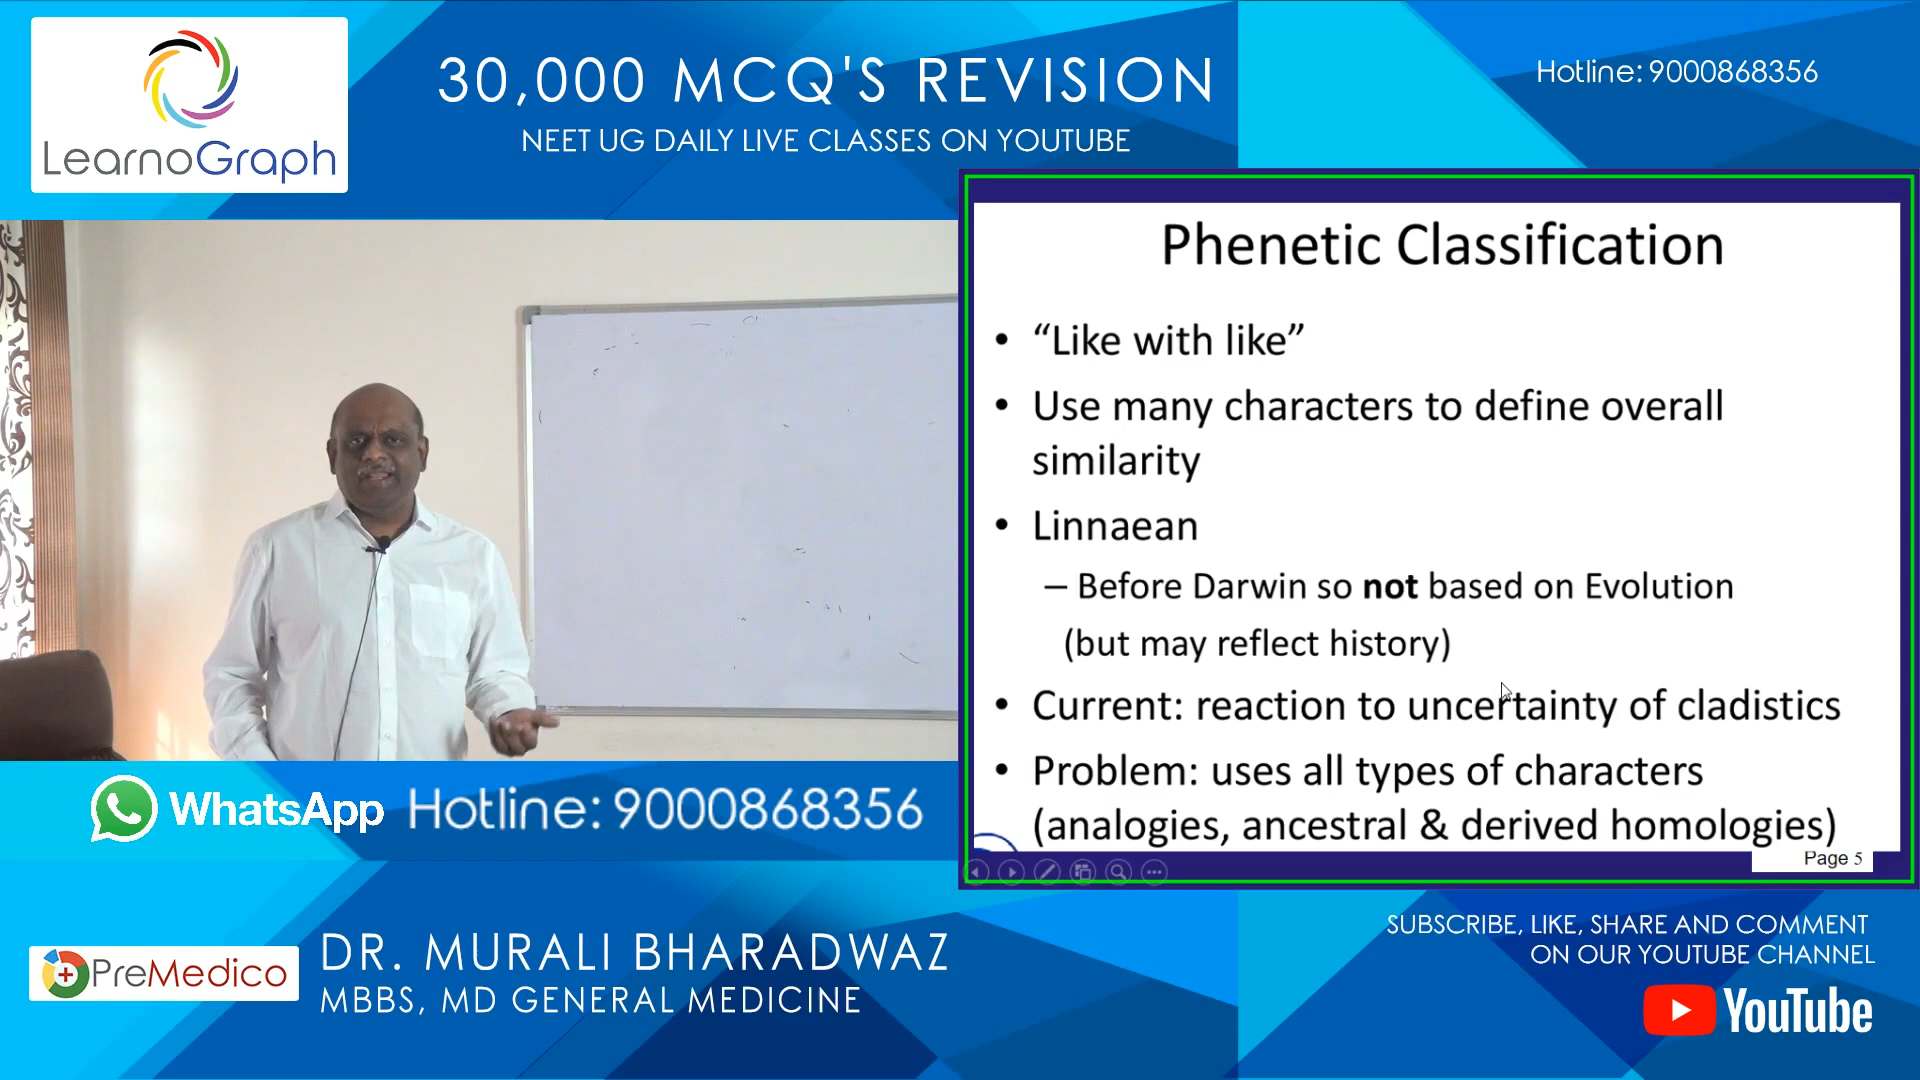 LearnoGraph
30,000 MCQ'S REVISION
NEET UG DAILY LIVE CLASSES ON YOUTUBE
Hotline: 9000868356
Phenetic Classification
• “Like with like”
• Use many characters to define overall
similarity
• Linnaean
– Before Darwin so not based on Evolution
(but may reflect history)
• Current: reaction to uncertainty of cladistics
• Problem: uses all types of characters
(analogies, ancestral & derived homologies)
Page 5
WhatsApp Hotline: 9000868356
PreMedico
DR. MURALI BHARADWAZ
MBBS, MD GENERAL MEDICINE
SUBSCRIBE, LIKE, SHARE AND COMMENT
ON OUR YOUTUBE CHANNEL
YouTube